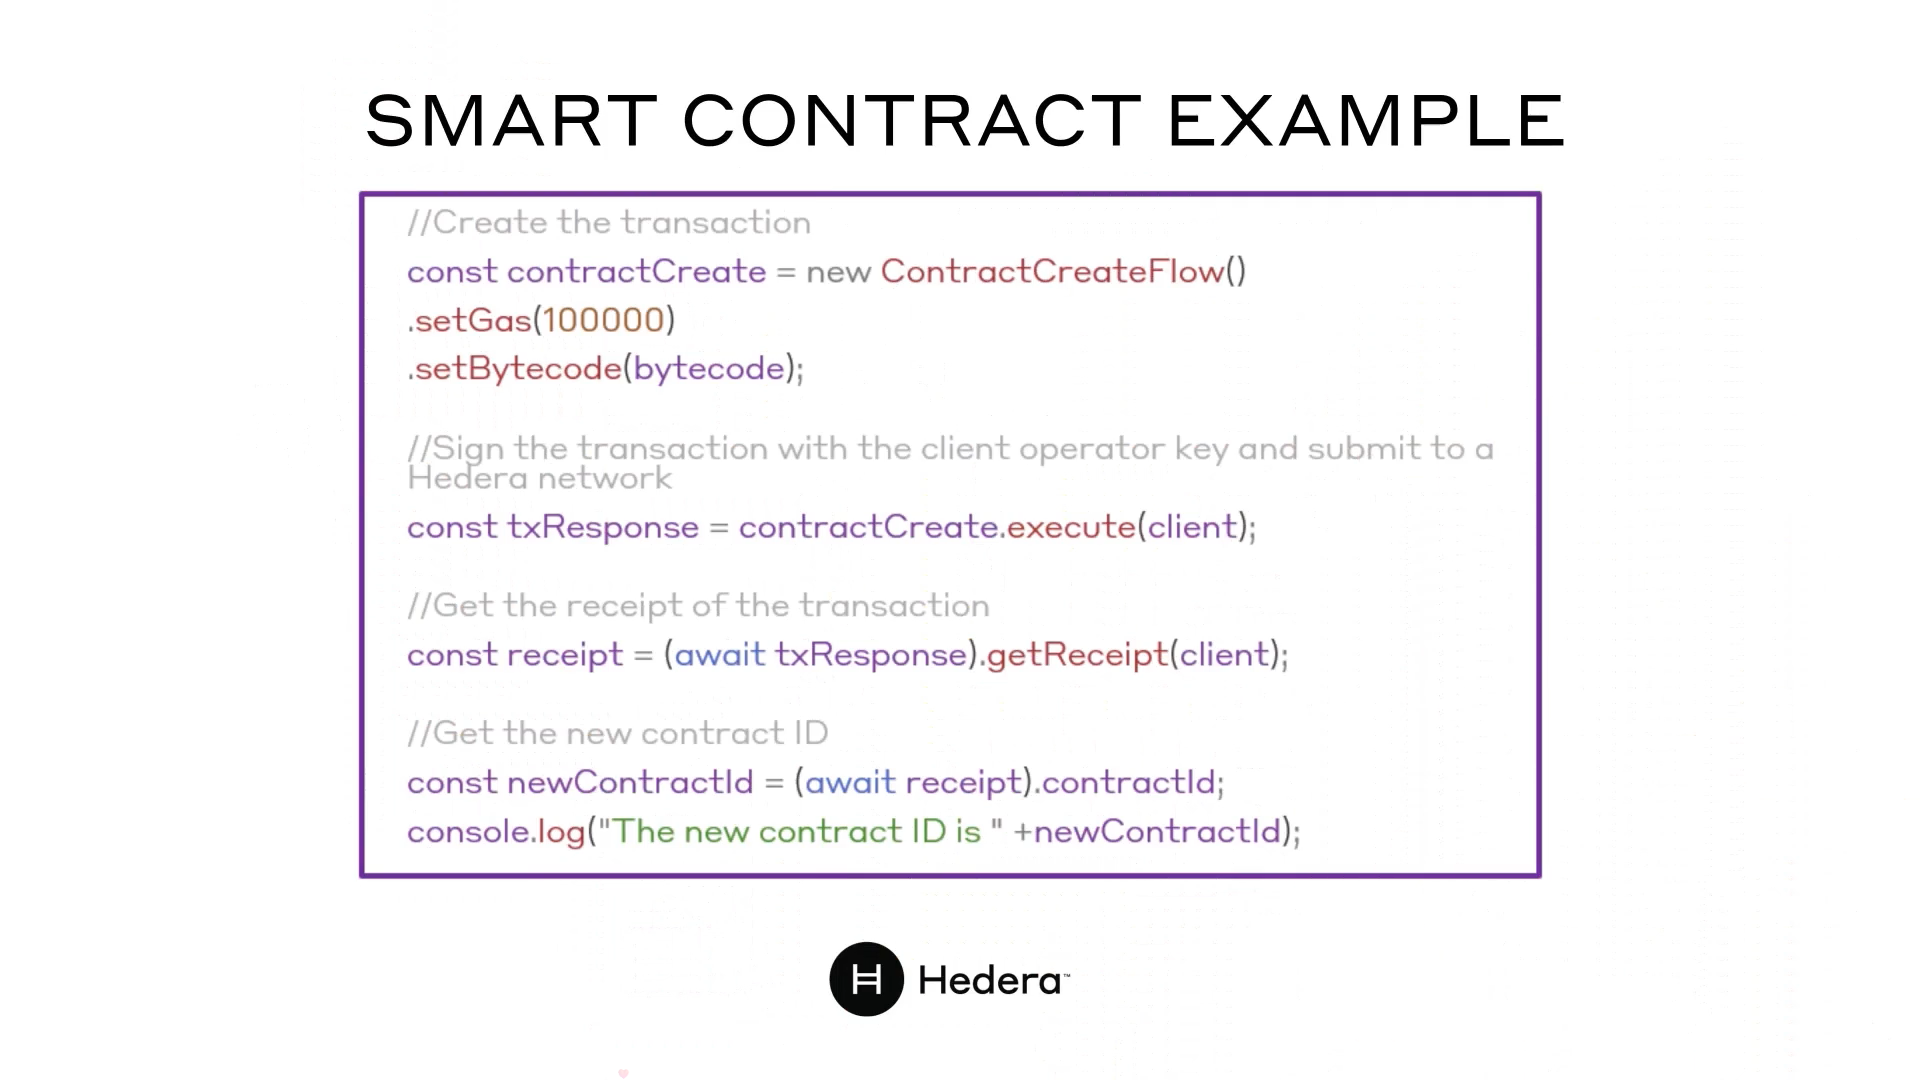 SMART CONTRACT EXAMPLE
//Create the transaction
const contractCreate = new ContractCreateFlow()
.setGas(100000)
.setBytecode(bytecode);
//Sign the transaction with the client operator key and submit to a
Hedera network
const txResponse = contractCreate.execute(client);
//Get the receipt of the transaction
const receipt = (await txResponse).getReceipt(client);
//Get the new contract ID
const newContractId = (await receipt).contractId;
console.log("The new contract ID is " +newContractId);
H Hedera™